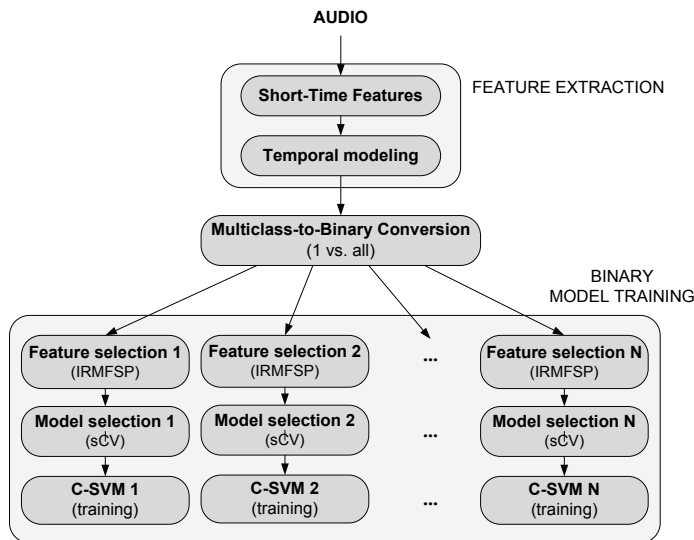 AUDIO
Short-Time Features
FEATURE EXTRACTION
Temporal modeling
Multiclass-to-Binary Conversion
(1 vs. all)
BINARY
MODEL TRAINING
Feature selection 1
(IRMFSP)
Feature selection 2
(IRMFSP)
...
Feature selection N
(IRMFSP)
Model selection 1
(sCV)
Model selection 2
(sCV)
...
Model selection N
(sCV)
C-SVM 1
(training)
C-SVM 2
(training)
...
C-SVM N
(training)